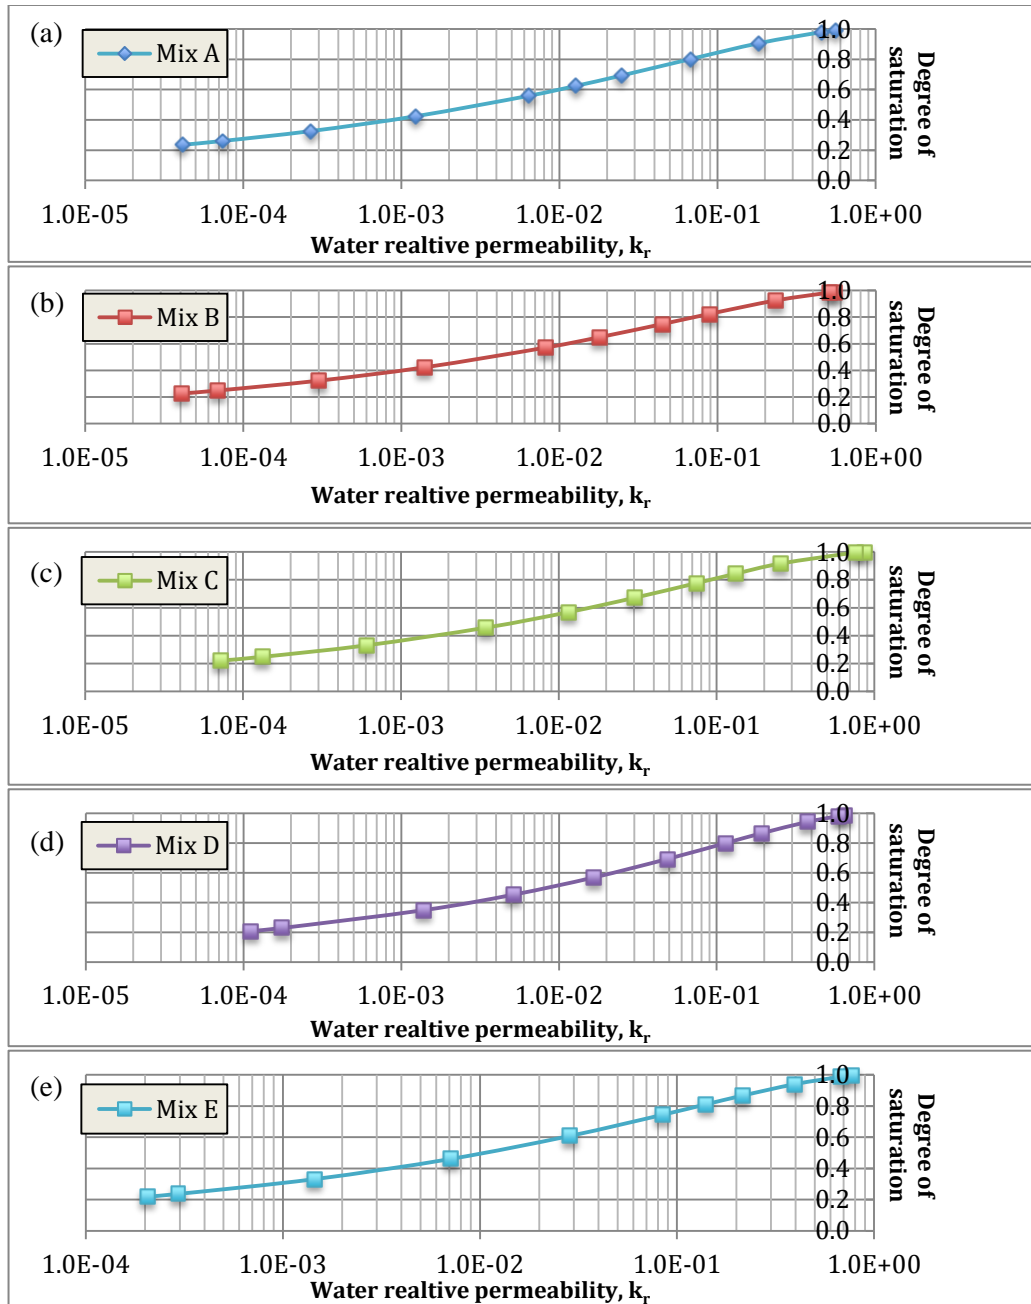 (a)
Mix A
1.0
0.8
0.6
0.4
0.2
0.0
Degree of
saturation
1.0E-05 1.0E-04 1.0E-03 1.0E-02 1.0E-01 1.0E+00
Water realtive permeability, kr
(b)
Mix B
1.0
0.8
0.6
0.4
0.2
0.0
Degree of
saturation
1.0E-05 1.0E-04 1.0E-03 1.0E-02 1.0E-01 1.0E+00
Water realtive permeability, kr
(c)
Mix C
1.0
0.8
0.6
0.4
0.2
0.0
Degree of
saturation
1.0E-05 1.0E-04 1.0E-03 1.0E-02 1.0E-01 1.0E+00
Water realtive permeability, kr
(d)
Mix D
1.0
0.8
0.6
0.4
0.2
0.0
Degree of
saturation
1.0E-05 1.0E-04 1.0E-03 1.0E-02 1.0E-01 1.0E+00
Water realtive permeability, kr
(e)
Mix E
1.0
0.8
0.6
0.4
0.2
0.0
Degree of
saturation
1.0E-04 1.0E-03 1.0E-02 1.0E-01 1.0E+00
Water realtive permeability, kr